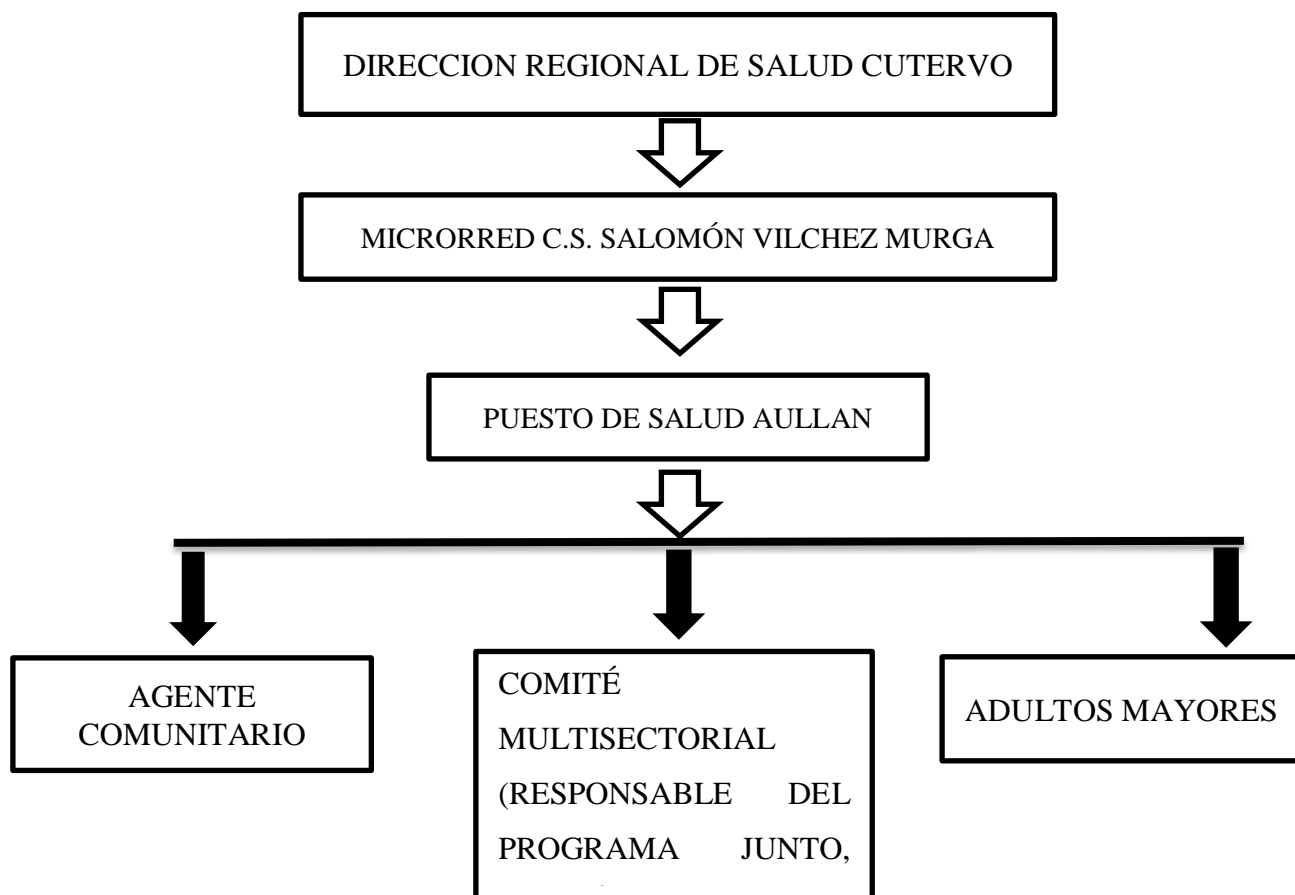 DIRECCION REGIONAL DE SALUD CUTERVO
MICRORRED C.S. SALOMÓN VILCHEZ MURGA
PUESTO DE SALUD AULLAN
AGENTE
COMUNITARIO
COMITÉ
MULTISECTORIAL
(RESPONSABLE DEL
PROGRAMA JUNTO,
ADULTOS MAYORES